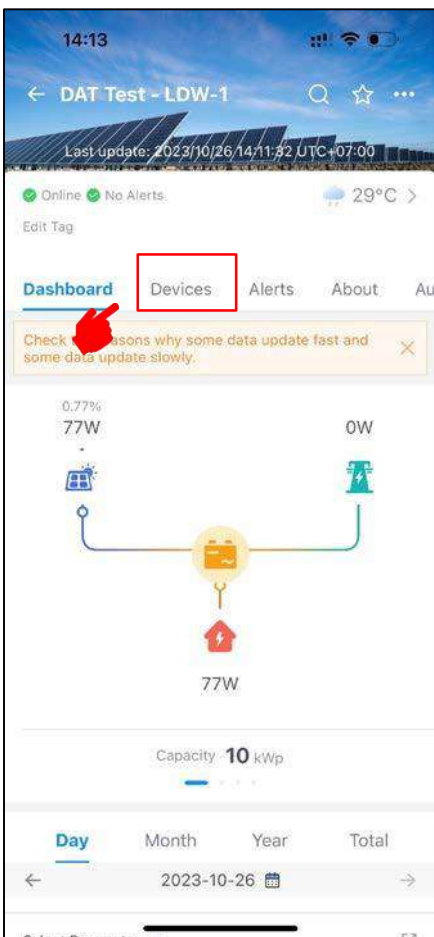 14:13
DAT Test - LDW-1
Last update: 2023/10/26 14:11:32 UTC+07:00
Online No Alerts 29°C
Edit Tag
Dashboard Devices Alerts About Au
Check reasons why some data update fast and
some data update slowly.
0.77%
77W 0W
77W
Capacity 10 kWp
Day Month Year Total
2023-10-26